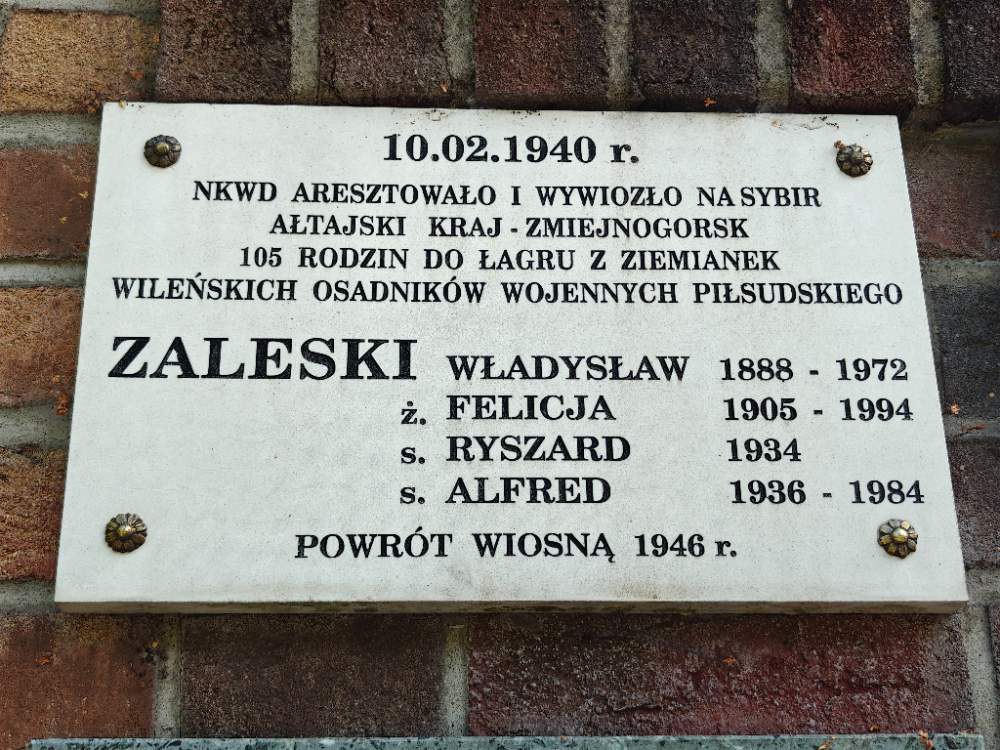 10.02.1940 r.
NKWD ARESZTOWAŁO I WYWIOZŁO NA SYBIR
AŁTAJSKI KRAJ - ZMIEJNOGORSK
105 RODZIN DO ŁAGRU Z ZIEMIANEK
WILEŃSKICH OSADNIKÓW WOJENNYCH PIŁSUDSKIEGO
ZALESKI WŁADYSŁAW 1888 - 1972
ż. FELICJA 1905 - 1994
s. RYSZARD 1934
s. ALFRED 1936 - 1984
POWRÓT WIOSNĄ 1946 r.